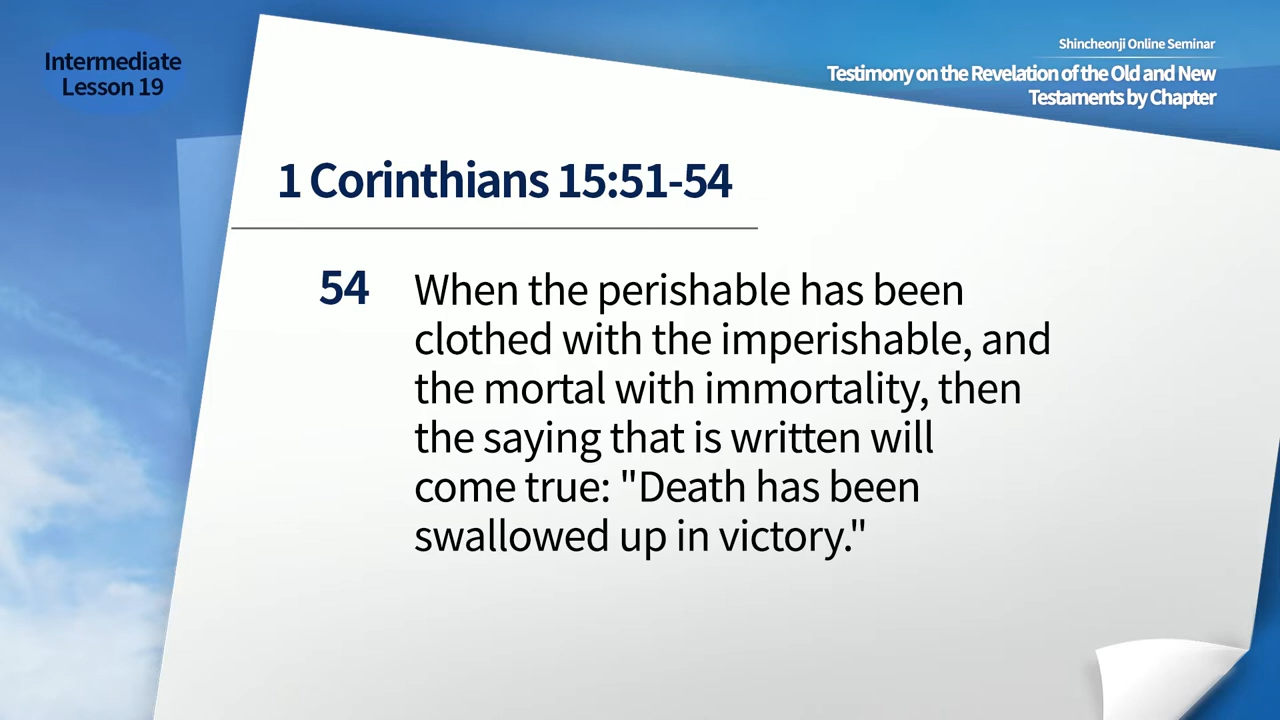 Intermediate
Lesson 19
Shincheonji Online Seminar
Testimony on the Revelation of the Old and New
Testaments by Chapter
1 Corinthians 15:51-54
54 When the perishable has been
clothed with the imperishable, and
the mortal with immortality, then
the saying that is written will
come true: "Death has been
swallowed up in victory."